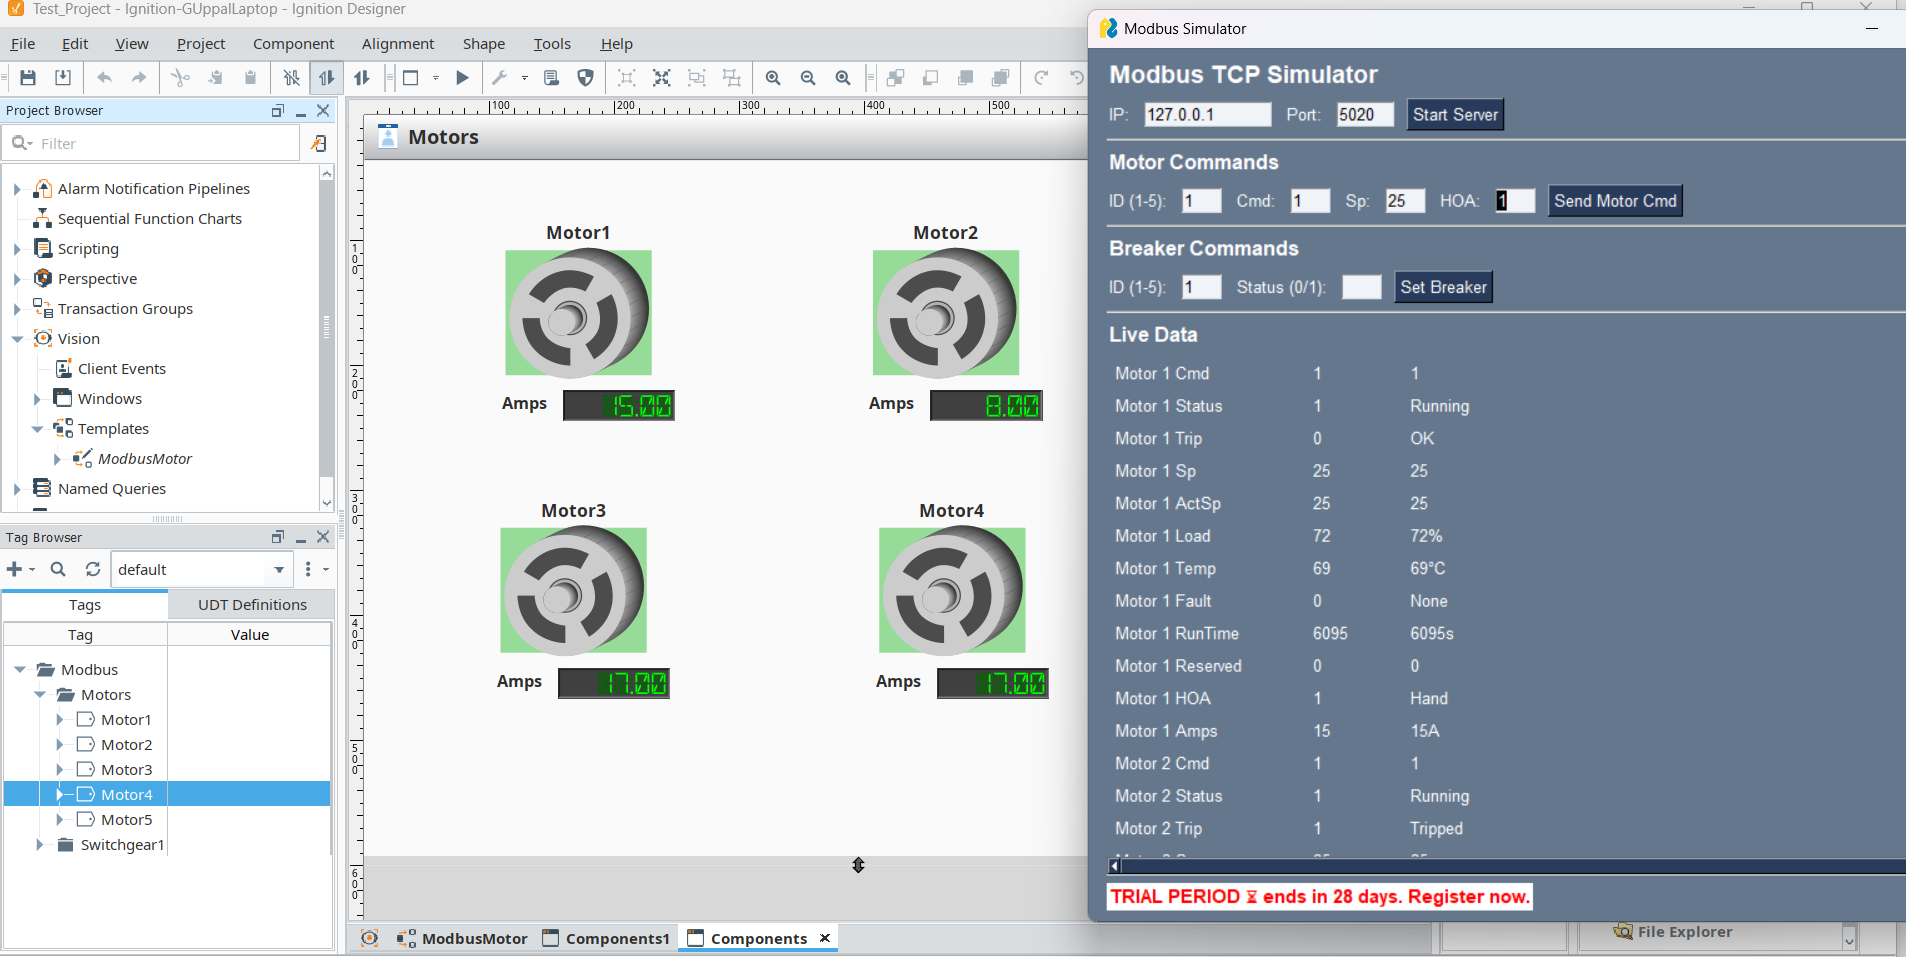 Test_Project - Ignition-GUppalLaptop - Ignition Designer
File Edit View Project Component Alignment Shape Tools Help
Project Browser
Filter
Alarm Notification Pipelines
Sequential Function Charts
Scripting
Perspective
Transaction Groups
Vision
Client Events
Windows
Templates
ModbusMotor
Named Queries
Tag Browser
default
Tags UDT Definitions
Tag Value
Modbus
Motors
Motor1
Motor2
Motor3
Motor4
Motor5
Switchgear1
100 200 300 400 500
100
200
300
400
500
600
Motors
Motor1 Motor2
Amps 15.00 Amps 8.00
Motor3 Motor4
Amps 17.00 Amps 17.00
ModbusMotor Components1 Components
Modbus Simulator
Modbus TCP Simulator
IP: 127.0.0.1 Port: 5020 Start Server
Motor Commands
ID (1-5): 1 Cmd: 1 Sp: 25 HOA: 1 Send Motor Cmd
Breaker Commands
ID (1-5): 1 Status (0/1): Set Breaker
Live Data
Motor 1 Cmd 1 1
Motor 1 Status 1 Running
Motor 1 Trip 0 OK
Motor 1 Sp 25 25
Motor 1 ActSp 25 25
Motor 1 Load 72 72%
Motor 1 Temp 69 69°C
Motor 1 Fault 0 None
Motor 1 RunTime 6095 6095s
Motor 1 Reserved 0 0
Motor 1 HOA 1 Hand
Motor 1 Amps 15 15A
Motor 2 Cmd 1 1
Motor 2 Status 1 Running
Motor 2 Trip 1 Tripped
TRIAL PERIOD ⧖ ends in 28 days. Register now.
File Explorer